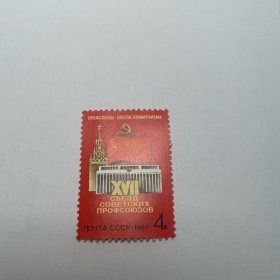 ПРОФСОЮЗЫ-ШКОЛА КОММУНИЗМА
XVII
СЪЕЗД
СОВЕТСКИХ
ПРОФСОЮЗОВ
ПОЧТА СССР 1982 4к